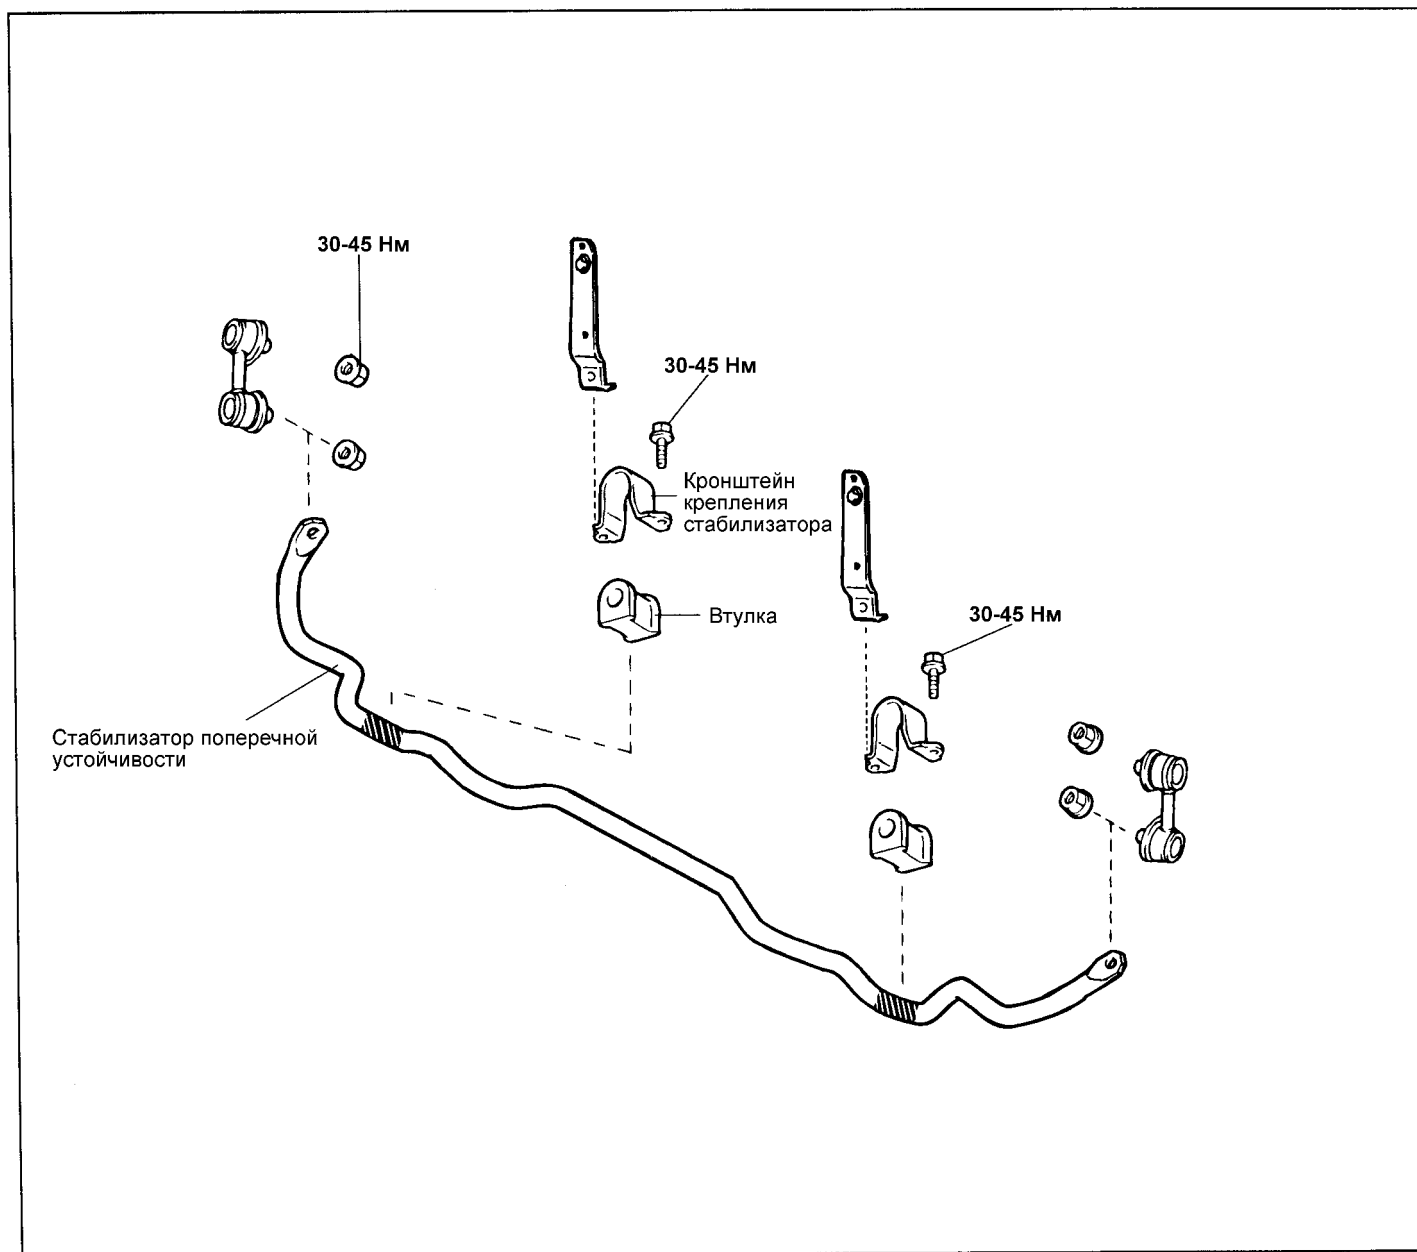 30-45 Нм
30-45 Нм
Кронштейн
крепления
стабилизатора
Втулка
30-45 Нм
Стабилизатор поперечной
устойчивости